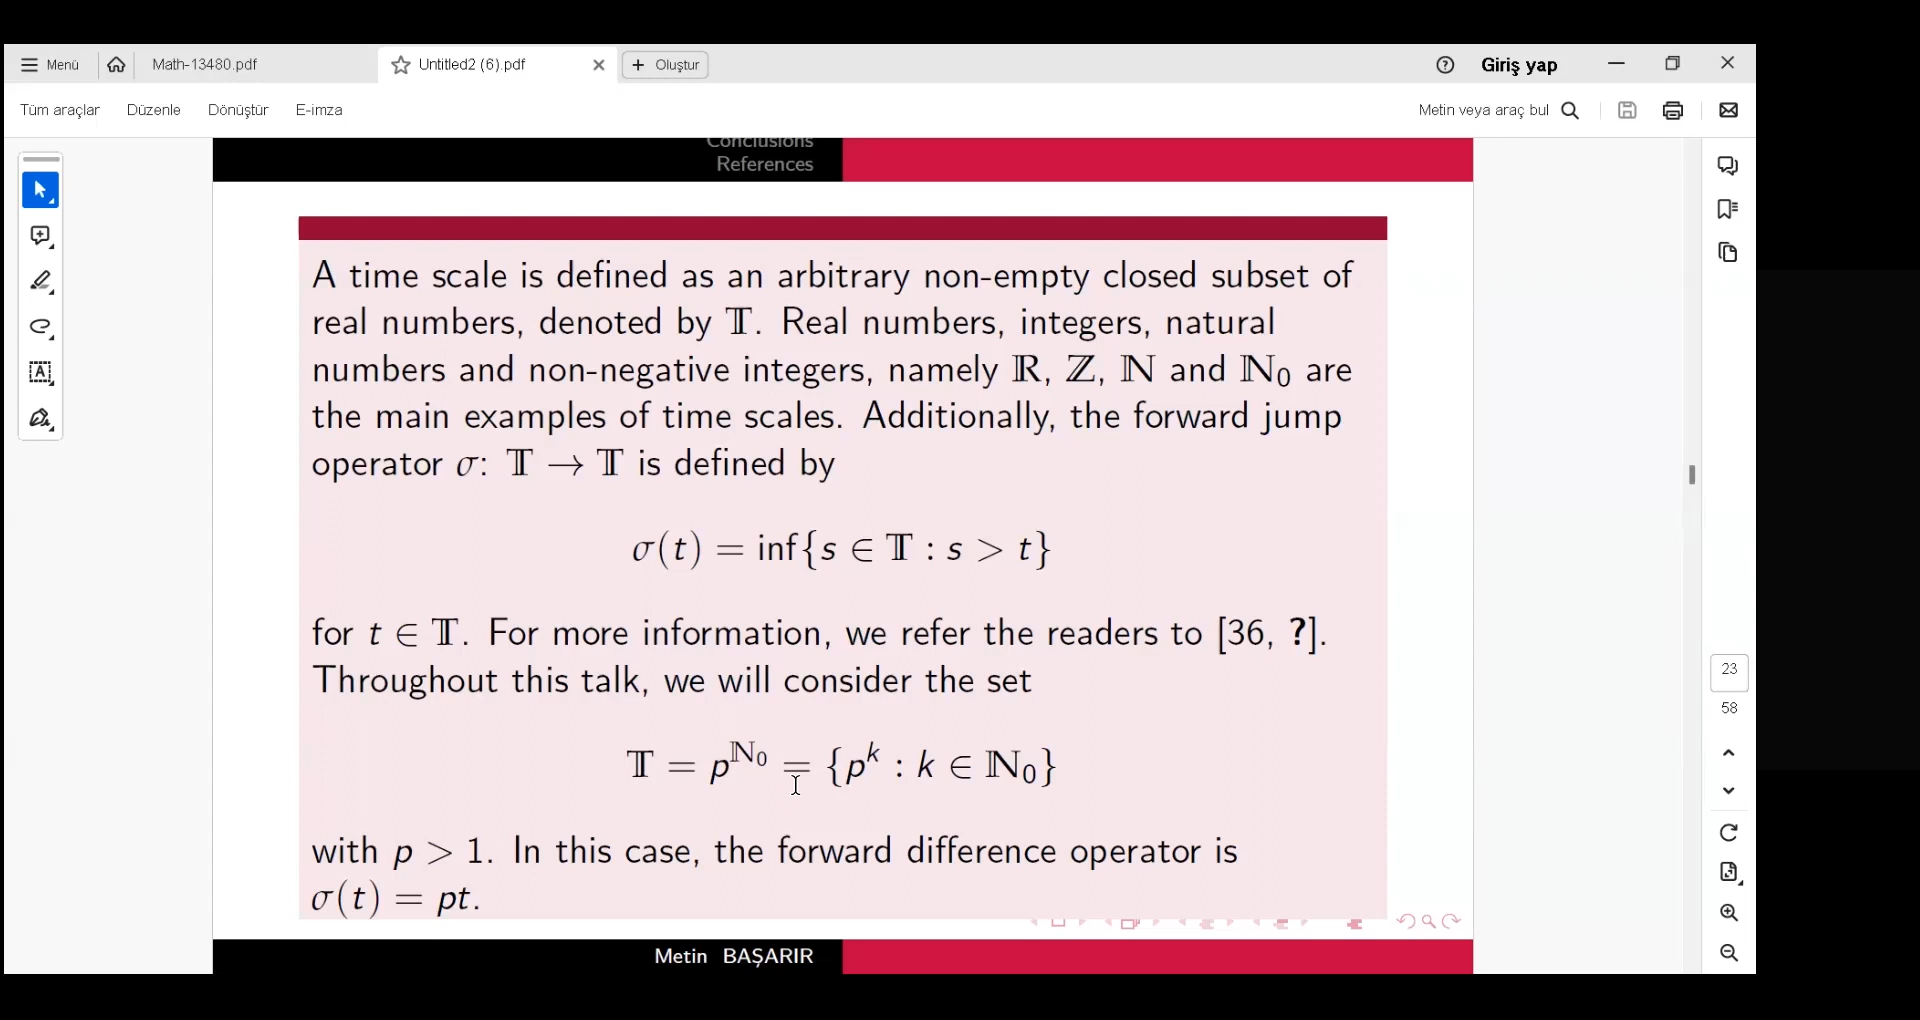 Menü
Math-13480.pdf
Untitled2 (6).pdf
Oluştur
Giriş yap
Tüm araçlar
Düzenle
Dönüştür
E-imza
Metin veya araç bul
Conclusions
References
A time scale is defined as an arbitrary non-empty closed subset of
real numbers, denoted by 𝕋. Real numbers, integers, natural
numbers and non-negative integers, namely ℝ, ℤ, ℕ and ℕ₀ are
the main examples of time scales. Additionally, the forward jump
operator σ: 𝕋 → 𝕋 is defined by
σ(t) = inf{s ∈ 𝕋 : s > t}
for t ∈ 𝕋. For more information, we refer the readers to [36, ?].
Throughout this talk, we will consider the set
𝕋 = p^ℕ₀ = {p^k : k ∈ ℕ₀}
with p > 1. In this case, the forward difference operator is
σ(t) = pt.
Metin BAŞARIR
23
58